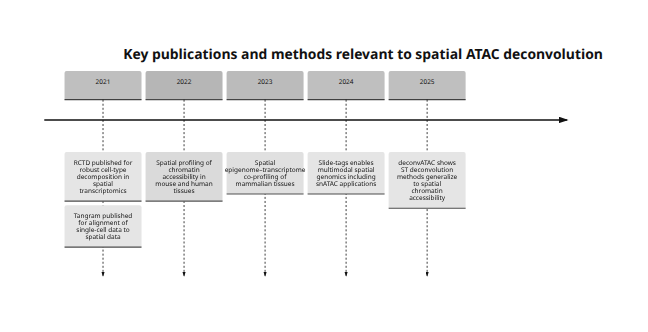 Key publications and methods relevant to spatial ATAC deconvolution
2021
2022
2023
2024
2025
RCTD published for
robust cell-type
decomposition in
spatial
transcriptomics
Tangram published
for alignment of
single-cell data to
spatial data
Spatial profiling of
chromatin
accessibility in
mouse and human
tissues
Spatial
epigenome–transcriptome
co-profiling of
mammalian tissues
Slide-tags enables
multimodal spatial
genomics including
snATAC applications
deconvATAC shows
ST deconvolution
methods generalize
to spatial
chromatin
accessibility